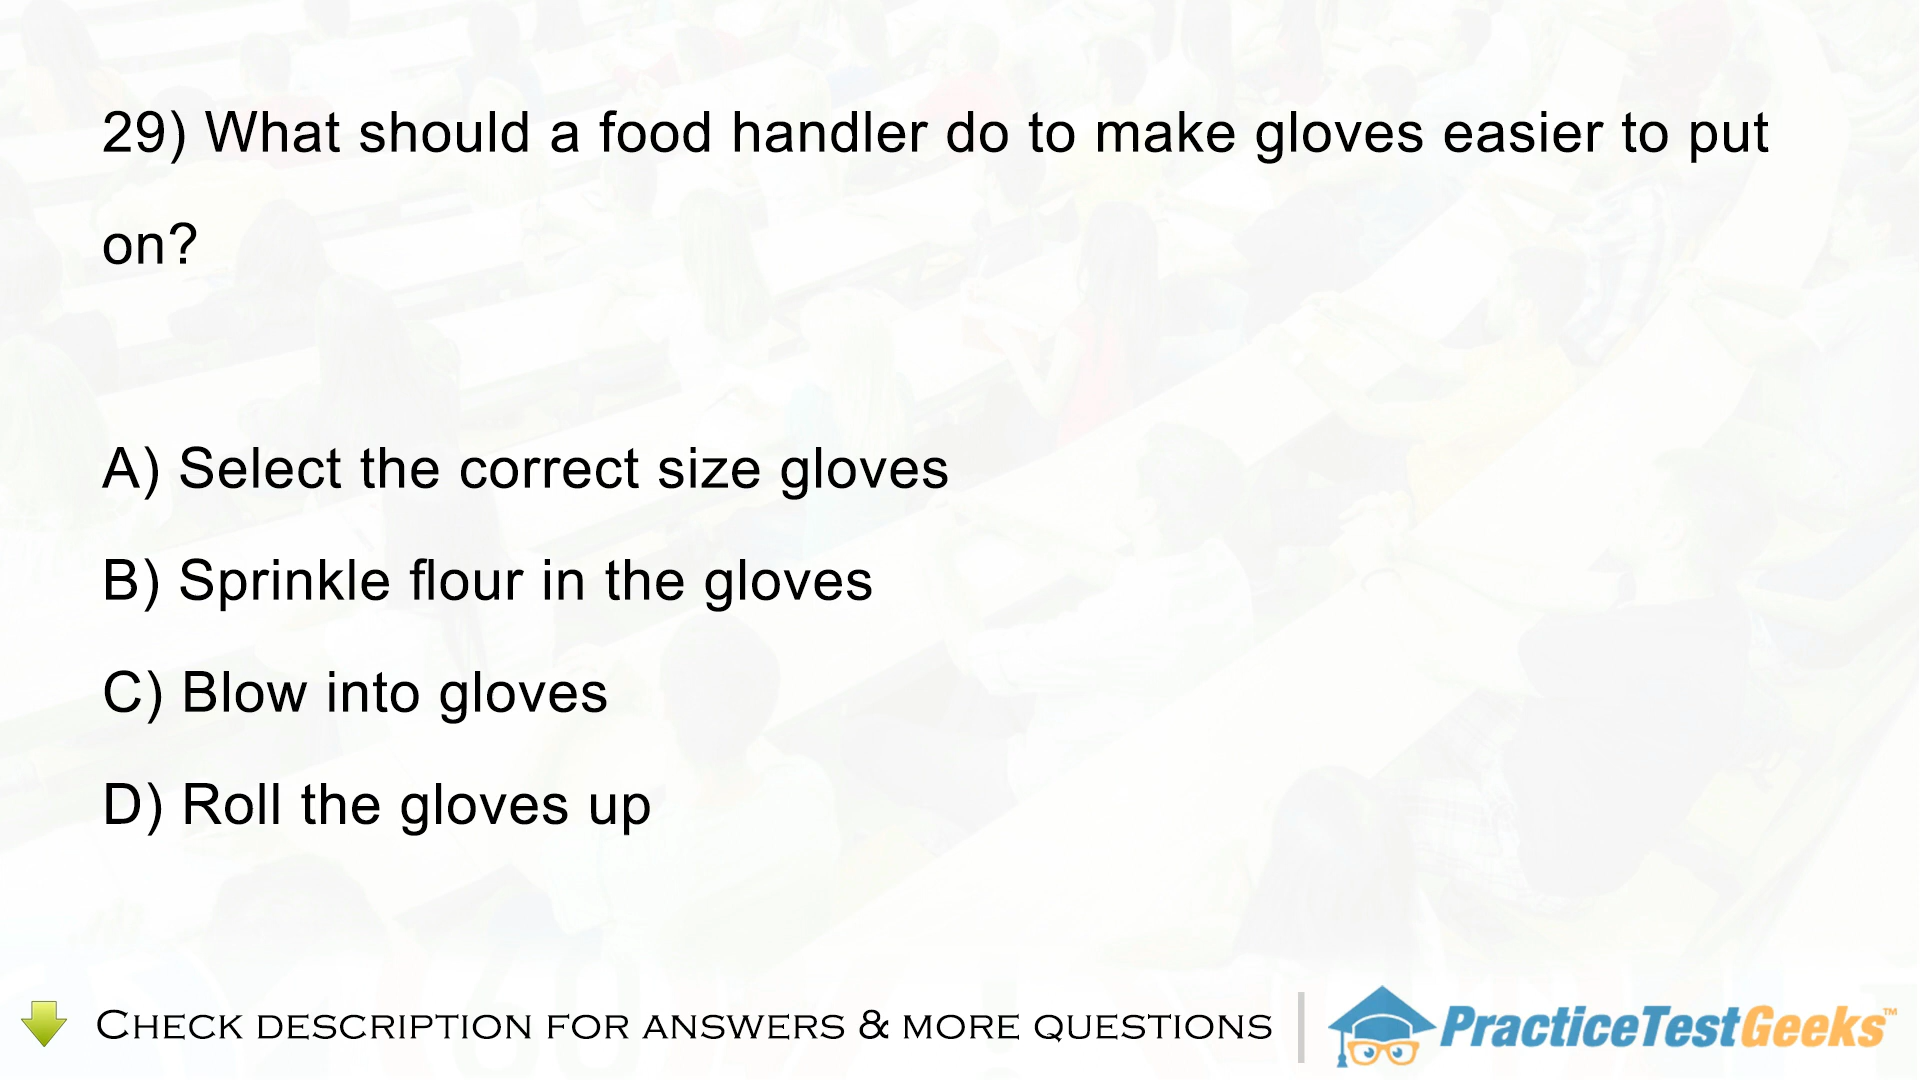 29) What should a food handler do to make gloves easier to put
on?
A) Select the correct size gloves
B) Sprinkle flour in the gloves
C) Blow into gloves
D) Roll the gloves up
Check description for answers & more questions
PracticeTestGeeks™